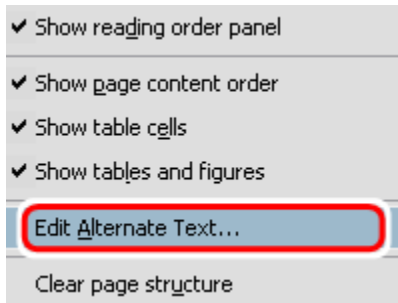 Show reading order panel
Show page content order
Show table cells
Show tables and figures
Edit Alternate Text...
Clear page structure